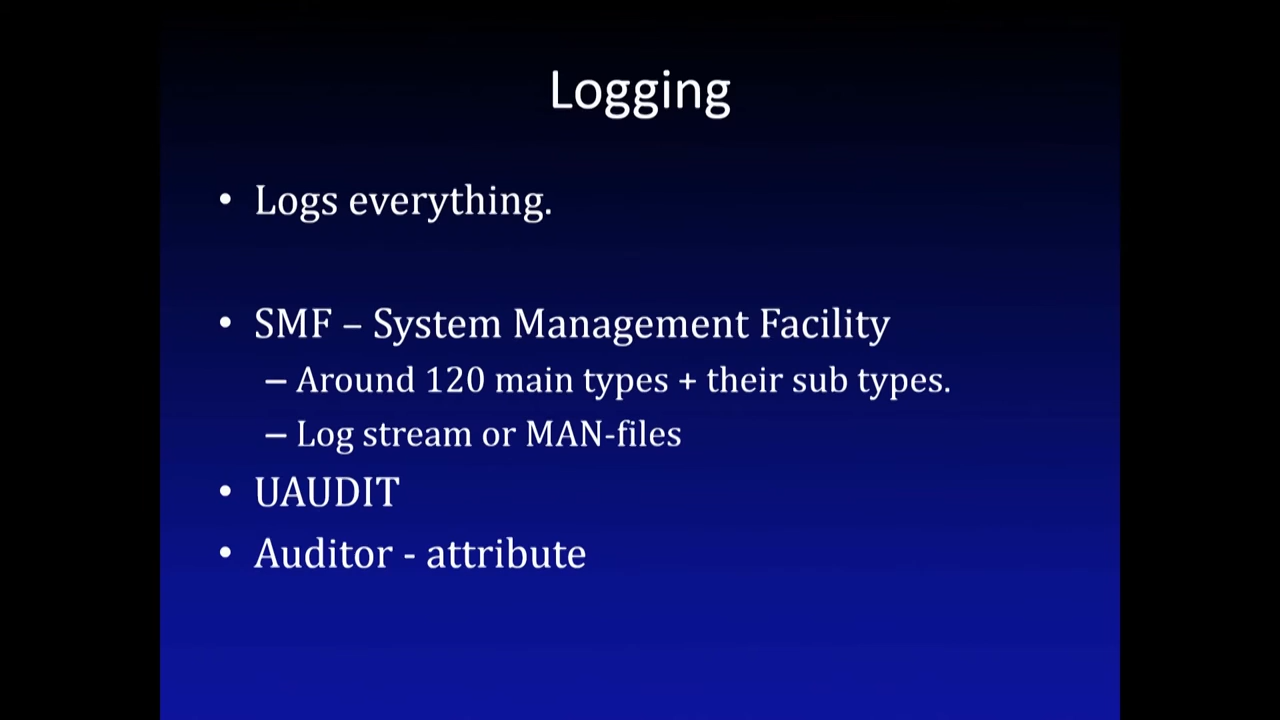 Logging
• Logs everything.
• SMF – System Management Facility
– Around 120 main types + their sub types.
– Log stream or MAN-files
• UAUDIT
• Auditor - attribute